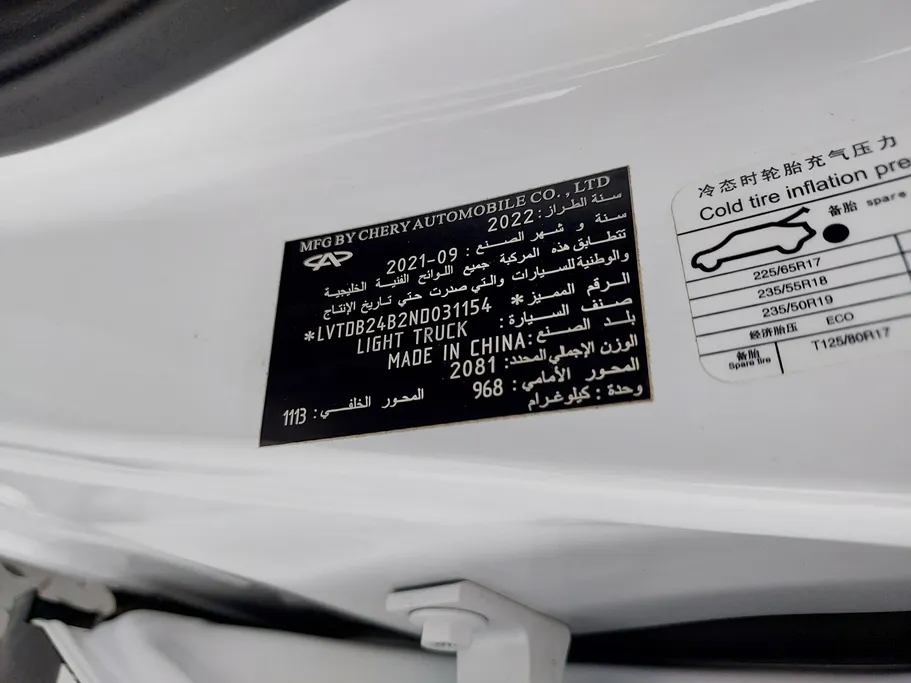 MFG BY CHERY AUTOMOBILE CO. , LTD
سنة الطراز: 2022
سنة و شهر الصنع : 2021-09
تتطابق هذه المركبة جميع اللوائح الفنية الخليجية
والوطنية للسيارات والتي صدرت حتي تاريخ الإنتاج
الرقم المميز: *LVTDB24B2ND031154*
صنف السيارة : LIGHT TRUCK
بلد الصنع: MADE IN CHINA
الوزن الإجمالي المحدد: 2081
المحور الأمامي : 968 المحور الخلفي : 1113
وحدة : كيلوغرام
冷态时轮胎充气压力
Cold tire inflation pre
备胎 spare
225/65R17
235/55R18
235/50R19
经济胎压 ECO
备胎 T125/80R17
Spare tire